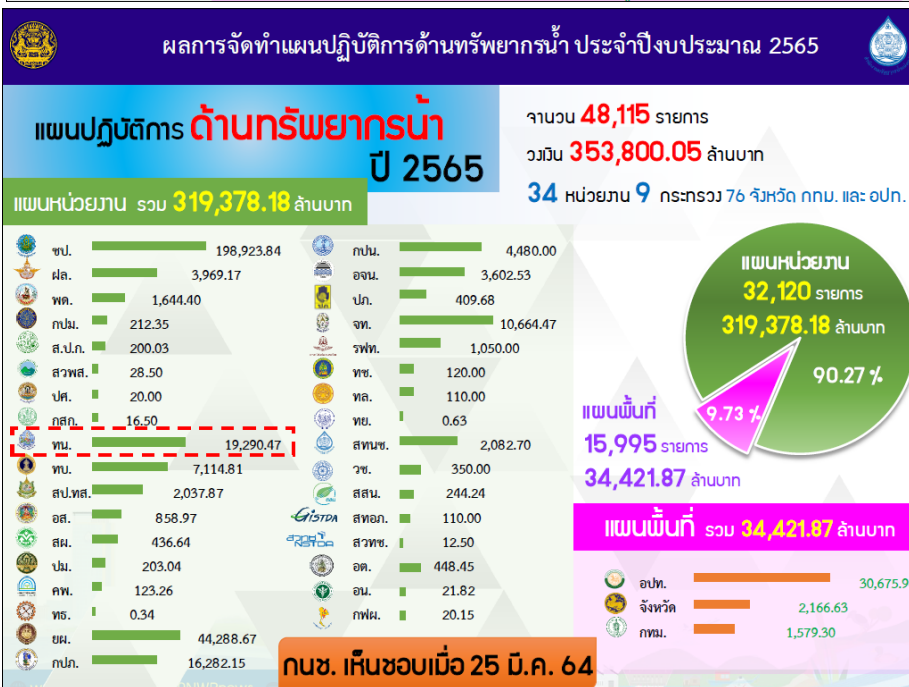 ผลการจัดทำแผนปฏิบัติการด้านทรัพยากรน้ำ ประจำปีงบประมาณ 2565
แผนปฏิบัติการ ด้านทรัพยากรน้ำ
ปี 2565
จำนวน 48,115 รายการ
วงเงิน 353,800.05 ล้านบาท
34 หน่วยงาน 9 กระทรวง 76 จังหวัด กทม. และ อปท.
แผนหน่วยงาน รวม 319,378.18 ล้านบาท
ชป. 198,923.84
ฝล. 3,969.17
พด. 1,644.40
กปม. 212.35
ส.ป.ก. 200.03
สวพส. 28.50
ปศ. 20.00
กสก. 16.50
ทน. 19,290.47
ทบ. 7,114.81
สป.ทส. 2,037.87
อส. 858.97
สผ. 436.64
ปม. 203.04
คพ. 123.26
ทธ. 0.34
ยผ. 44,288.67
กปภ. 16,282.15
กปน. 4,480.00
อจน. 3,602.53
ปภ. 409.68
จท. 10,664.47
รฟท. 1,050.00
ทช. 120.00
ทล. 110.00
ทย. 0.63
สทนช. 2,082.70
วช. 350.00
สสน. 244.24
GISTDA สทอภ. 110.00
สวทช NSTDA สวทช. 12.50
อต. 448.45
อน. 21.82
กฟผ. 20.15
แผนหน่วยงาน
32,120 รายการ
319,378.18 ล้านบาท
90.27 %
9.73 %
แผนพื้นที่
15,995 รายการ
34,421.87 ล้านบาท
แผนพื้นที่ รวม 34,421.87 ล้านบาท
อปท. 30,675.9
จังหวัด 2,166.63
กทม. 1,579.30
กนช. เห็นชอบเมื่อ 25 มี.ค. 64